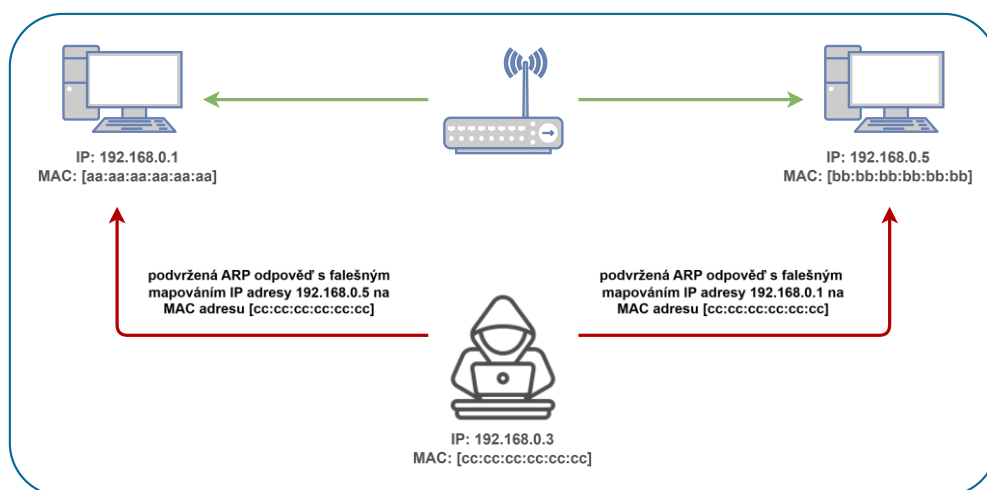 IP: 192.168.0.1
MAC: [aa:aa:aa:aa:aa:aa]
IP: 192.168.0.5
MAC: [bb:bb:bb:bb:bb:bb]
podvržená ARP odpověď s falešným
mapováním IP adresy 192.168.0.5 na
MAC adresu [cc:cc:cc:cc:cc:cc]
podvržená ARP odpověď s falešným
mapováním IP adresy 192.168.0.1 na
MAC adresu [cc:cc:cc:cc:cc:cc]
IP: 192.168.0.3
MAC: [cc:cc:cc:cc:cc:cc]